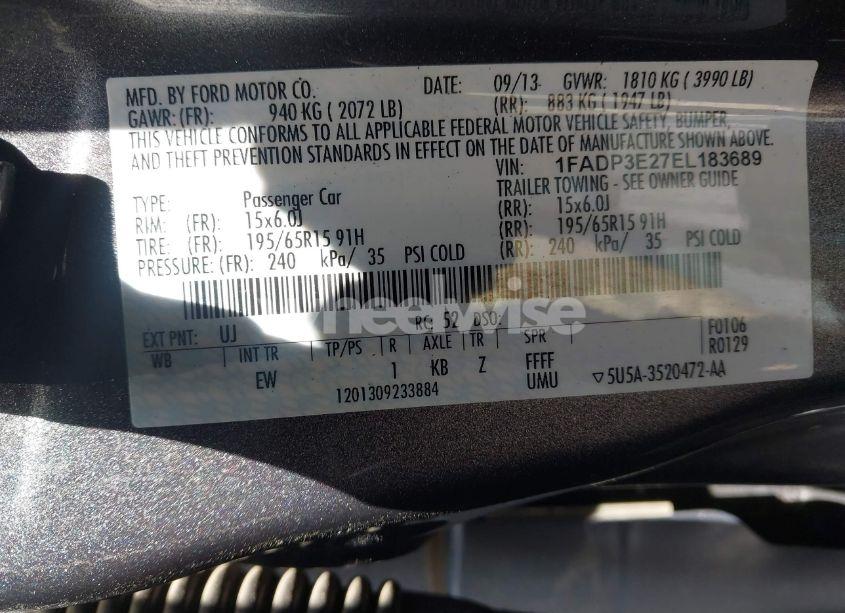 MFD. BY FORD MOTOR CO. DATE: 09/13 GVWR: 1810 KG ( 3990 LB)
GAWR:(FR): 940 KG ( 2072 LB) (RR): 883 KG ( 1947 LB)
THIS VEHICLE CONFORMS TO ALL APPLICABLE FEDERAL MOTOR VEHICLE SAFETY, BUMPER,
AND THEFT PREVENTION STANDARDS IN EFFECT ON THE DATE OF MANUFACTURE SHOWN ABOVE.
VIN: 1FADP3E27EL183689
TYPE: Passenger Car TRAILER TOWING - SEE OWNER GUIDE
RIM: (FR): 15x6.0J (RR): 15x6.0J
TIRE: (FR): 195/65R15 91H (RR): 195/65R15 91H
PRESSURE: (FR): 240 kPa/ 35 PSI COLD (RR): 240 kPa/ 35 PSI COLD
EXT PNT: UJ RC: 52 DSO: F0106
WB INT TR TP/PS R AXLE TR SPR R0129
EW 1 KB Z FFFF
UMU ▽5U5A-3520472-AA
1201309233884